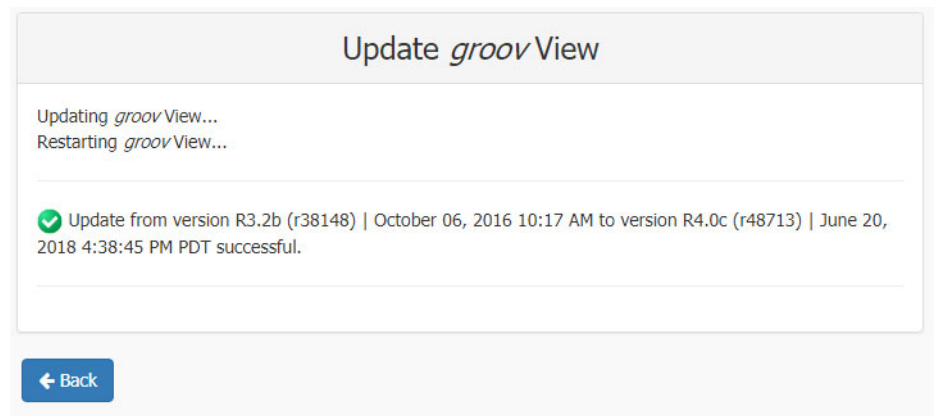 Update groov View
Updating groov View...
Restarting groov View...
Update from version R3.2b (r38148) | October 06, 2016 10:17 AM to version R4.0c (r48713) | June 20,
2018 4:38:45 PM PDT successful.
Back